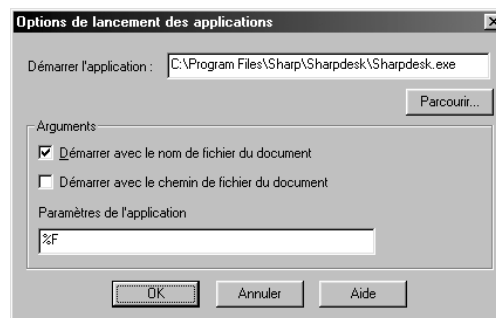 Options de lancement des applications
Démarrer l'application : C:\Program Files\Sharp\Sharpdesk\Sharpdesk.exe
Parcourir...
Arguments
Démarrer avec le nom de fichier du document
Démarrer avec le chemin de fichier du document
Paramètres de l'application
%F
OK Annuler Aide